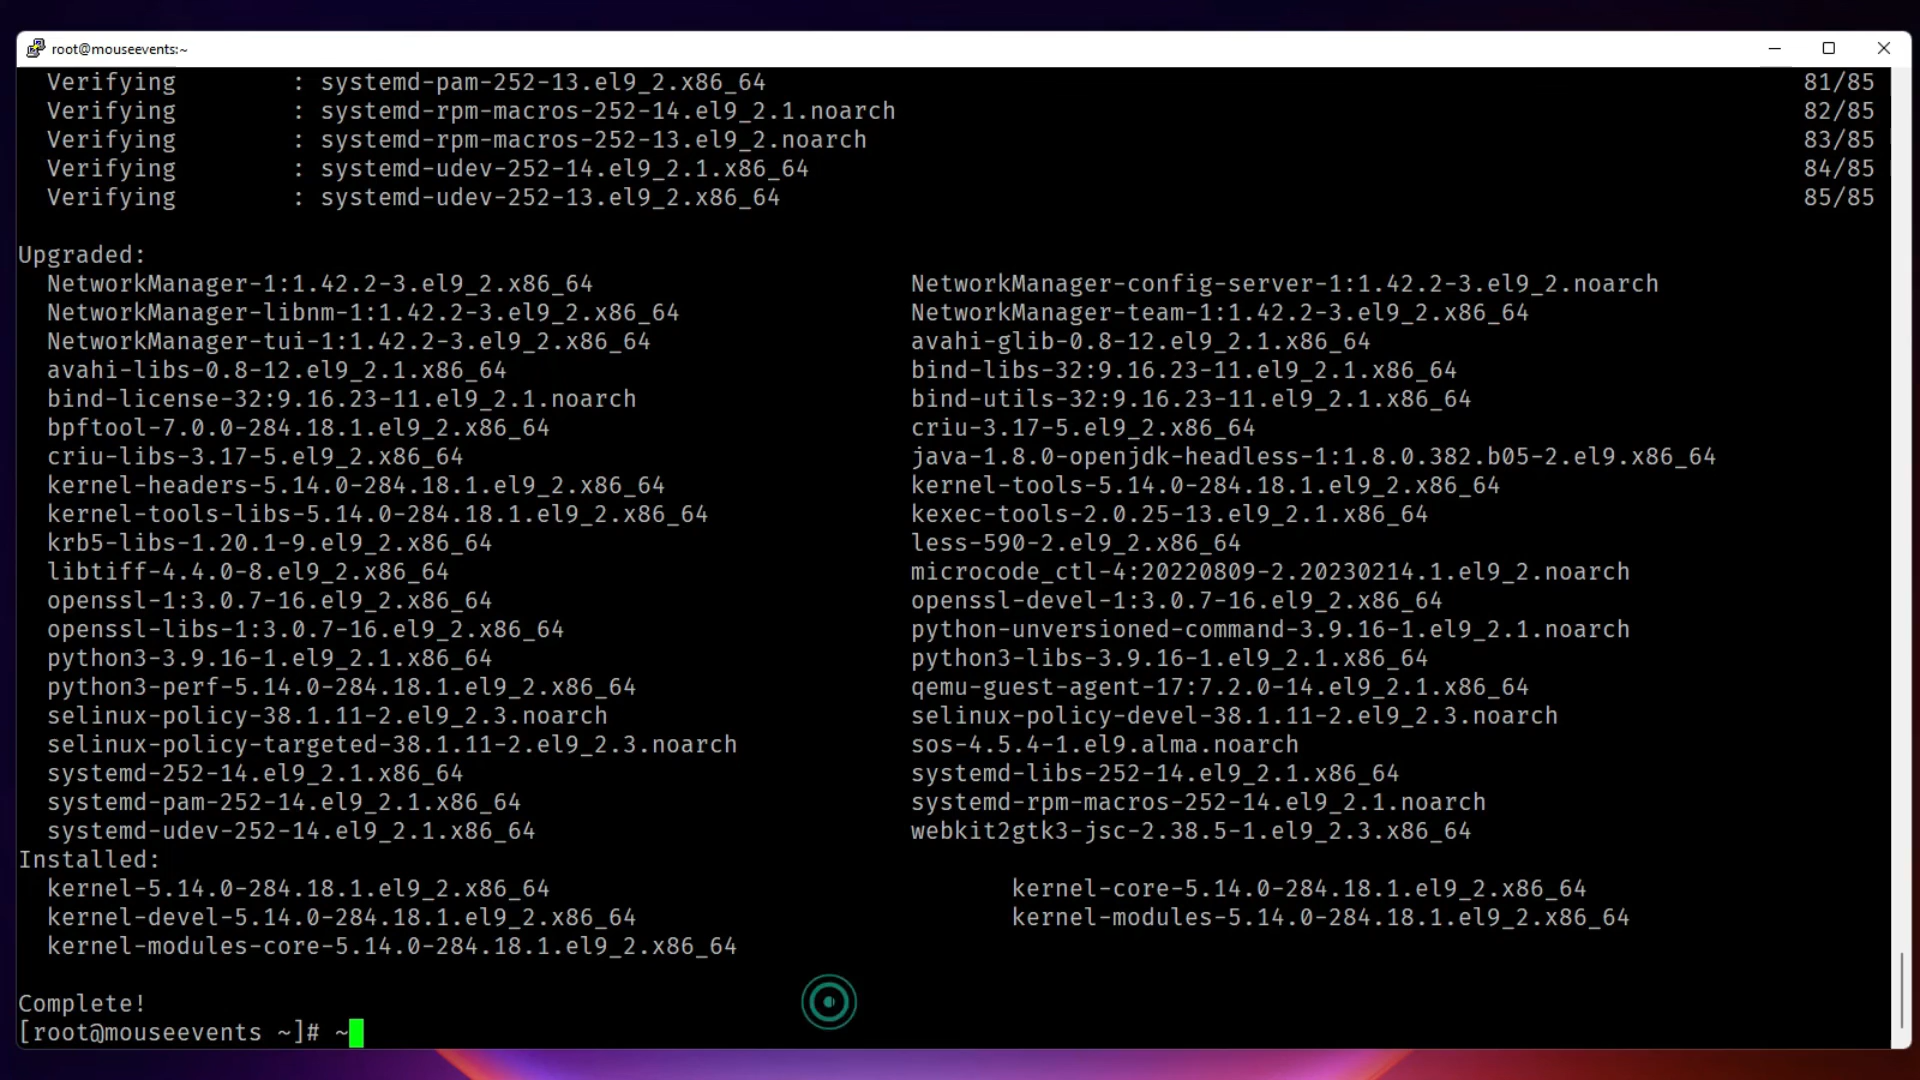 root@mouseevents:~
Verifying : systemd-pam-252-13.el9_2.x86_64 81/85
Verifying : systemd-rpm-macros-252-14.el9_2.1.noarch 82/85
Verifying : systemd-rpm-macros-252-13.el9_2.noarch 83/85
Verifying : systemd-udev-252-14.el9_2.1.x86_64 84/85
Verifying : systemd-udev-252-13.el9_2.x86_64 85/85
Upgraded:
NetworkManager-1:1.42.2-3.el9_2.x86_64 NetworkManager-config-server-1:1.42.2-3.el9_2.noarch
NetworkManager-libnm-1:1.42.2-3.el9_2.x86_64 NetworkManager-team-1:1.42.2-3.el9_2.x86_64
NetworkManager-tui-1:1.42.2-3.el9_2.x86_64 avahi-glib-0.8-12.el9_2.1.x86_64
avahi-libs-0.8-12.el9_2.1.x86_64 bind-libs-32:9.16.23-11.el9_2.1.x86_64
bind-license-32:9.16.23-11.el9_2.1.noarch bind-utils-32:9.16.23-11.el9_2.1.x86_64
bpftool-7.0.0-284.18.1.el9_2.x86_64 criu-3.17-5.el9_2.x86_64
criu-libs-3.17-5.el9_2.x86_64 java-1.8.0-openjdk-headless-1:1.8.0.382.b05-2.el9.x86_64
kernel-headers-5.14.0-284.18.1.el9_2.x86_64 kernel-tools-5.14.0-284.18.1.el9_2.x86_64
kernel-tools-libs-5.14.0-284.18.1.el9_2.x86_64 kexec-tools-2.0.25-13.el9_2.1.x86_64
krb5-libs-1.20.1-9.el9_2.x86_64 less-590-2.el9_2.x86_64
libtiff-4.4.0-8.el9_2.x86_64 microcode_ctl-4:20220809-2.20230214.1.el9_2.noarch
openssl-1:3.0.7-16.el9_2.x86_64 openssl-devel-1:3.0.7-16.el9_2.x86_64
openssl-libs-1:3.0.7-16.el9_2.x86_64 python-unversioned-command-3.9.16-1.el9_2.1.noarch
python3-3.9.16-1.el9_2.1.x86_64 python3-libs-3.9.16-1.el9_2.1.x86_64
python3-perf-5.14.0-284.18.1.el9_2.x86_64 qemu-guest-agent-17:7.2.0-14.el9_2.1.x86_64
selinux-policy-38.1.11-2.el9_2.3.noarch selinux-policy-devel-38.1.11-2.el9_2.3.noarch
selinux-policy-targeted-38.1.11-2.el9_2.3.noarch sos-4.5.4-1.el9.alma.noarch
systemd-252-14.el9_2.1.x86_64 systemd-libs-252-14.el9_2.1.x86_64
systemd-pam-252-14.el9_2.1.x86_64 systemd-rpm-macros-252-14.el9_2.1.noarch
systemd-udev-252-14.el9_2.1.x86_64 webkit2gtk3-jsc-2.38.5-1.el9_2.3.x86_64
Installed:
kernel-5.14.0-284.18.1.el9_2.x86_64 kernel-core-5.14.0-284.18.1.el9_2.x86_64
kernel-devel-5.14.0-284.18.1.el9_2.x86_64 kernel-modules-5.14.0-284.18.1.el9_2.x86_64
kernel-modules-core-5.14.0-284.18.1.el9_2.x86_64
Complete!
[root@mouseevents ~]# ~